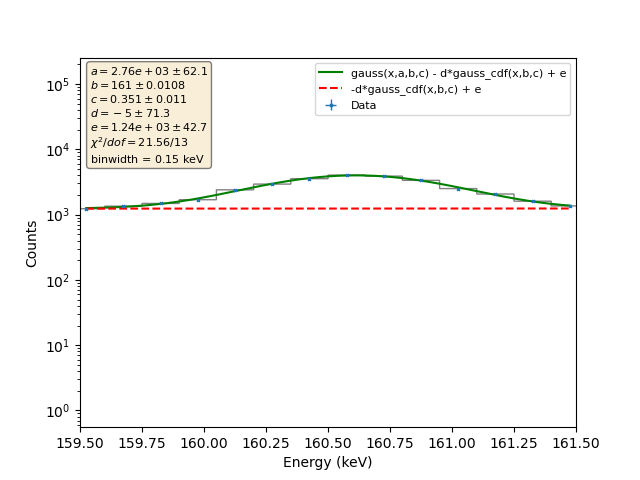 a = 2.76e + 03 ± 62.1
b = 161 ± 0.0108
c = 0.351 ± 0.011
d = − 5 ± 71.3
e = 1.24e + 03 ± 42.7
χ²/dof = 21.56/13
binwidth = 0.15 keV
gauss(x,a,b,c) - d*gauss_cdf(x,b,c) + e
-d*gauss_cdf(x,b,c) + e
Data
Counts
10⁵
10⁴
10³
10²
10¹
10⁰
159.50 159.75 160.00 160.25 160.50 160.75 161.00 161.25 161.50
Energy (keV)